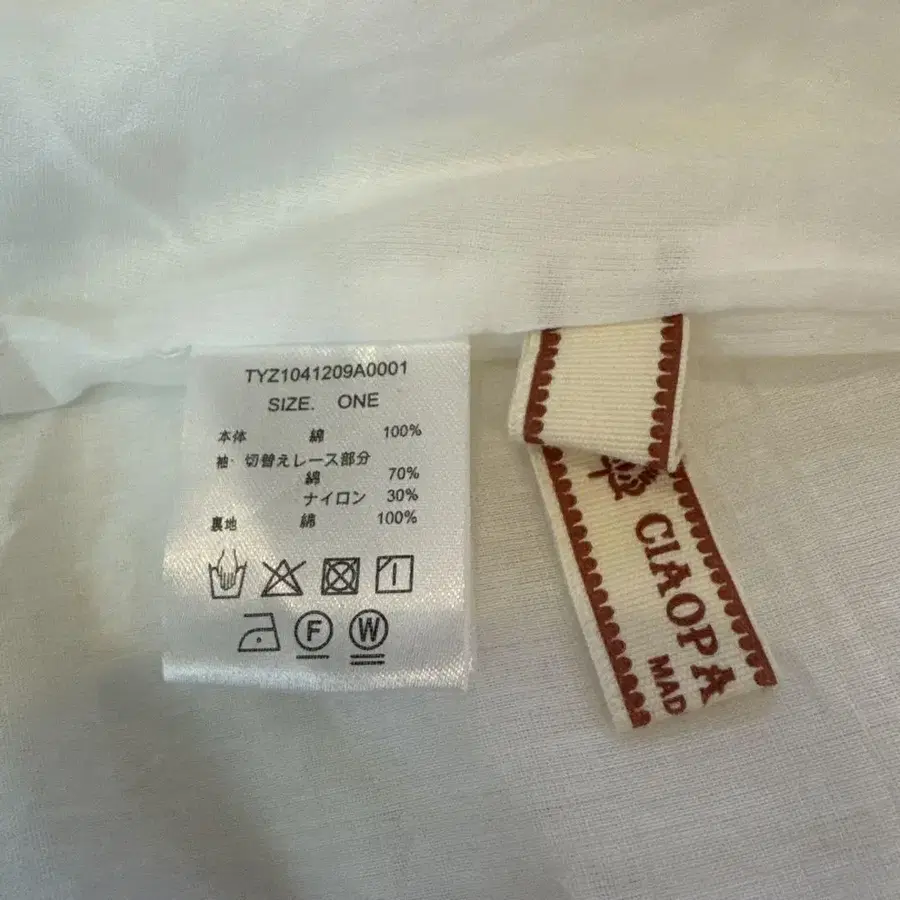 TYZ1041209A0001
SIZE. ONE
本体 綿 100%
袖・切替えレース部分
綿 70%
ナイロン 30%
裏地 綿 100%
F W
CIAOPA
MAD